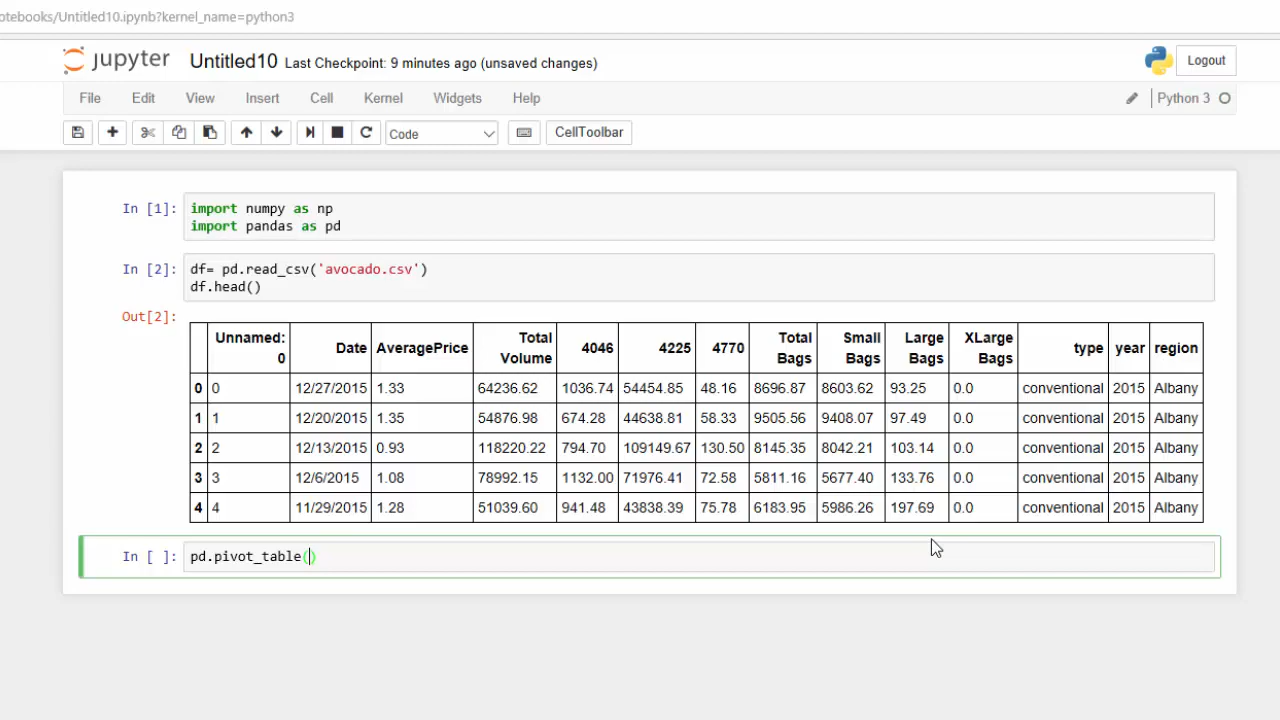 otebooks/Untitled10.ipynb?kernel_name=python3
jupyter Untitled10 Last Checkpoint: 9 minutes ago (unsaved changes)
Logout
File Edit View Insert Cell Kernel Widgets Help
Python 3
Code
CellToolbar
In [1]: import numpy as np
import pandas as pd
In [2]: df= pd.read_csv('avocado.csv')
df.head()
Out[2]:
Unnamed: 0 Date AveragePrice Total Volume 4046 4225 4770 Total Bags Small Bags Large Bags XLarge Bags type year region
0 0 12/27/2015 1.33 64236.62 1036.74 54454.85 48.16 8696.87 8603.62 93.25 0.0 conventional 2015 Albany
1 1 12/20/2015 1.35 54876.98 674.28 44638.81 58.33 9505.56 9408.07 97.49 0.0 conventional 2015 Albany
2 2 12/13/2015 0.93 118220.22 794.70 109149.67 130.50 8145.35 8042.21 103.14 0.0 conventional 2015 Albany
3 3 12/6/2015 1.08 78992.15 1132.00 71976.41 72.58 5811.16 5677.40 133.76 0.0 conventional 2015 Albany
4 4 11/29/2015 1.28 51039.60 941.48 43838.39 75.78 6183.95 5986.26 197.69 0.0 conventional 2015 Albany
In [ ]: pd.pivot_table()